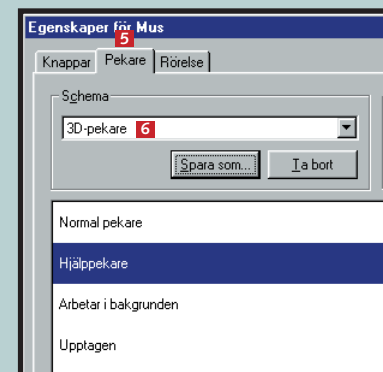 Egenskaper för Mus
5
Knappar Pekare Rörelse
Schema
3D-pekare 6
Spara som... Ta bort
Normal pekare
Hjälppekare
Arbetar i bakgrunden
Upptagen